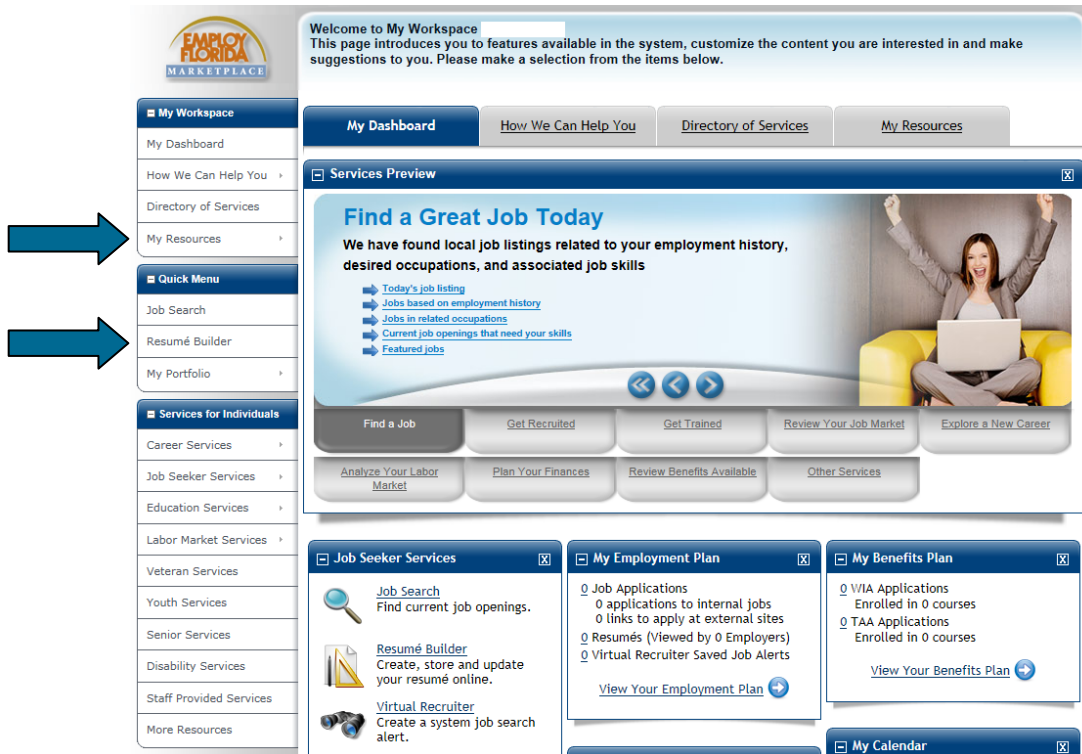 EMPLOY
FLORIDA
MARKETPLACE
Welcome to My Workspace
This page introduces you to features available in the system, customize the content you are interested in and make
suggestions to you. Please make a selection from the items below.
My Workspace
My Dashboard
How We Can Help You
Directory of Services
My Resources
Quick Menu
Job Search
Resumé Builder
My Portfolio
Services for Individuals
Career Services
Job Seeker Services
Education Services
Labor Market Services
Veteran Services
Youth Services
Senior Services
Disability Services
Staff Provided Services
More Resources
My Dashboard
How We Can Help You
Directory of Services
My Resources
Services Preview
X
Find a Great Job Today
We have found local job listings related to your employment history,
desired occupations, and associated job skills
Today's job listing
Jobs based on employment history
Jobs in related occupations
Current job openings that need your skills
Featured jobs
Find a Job
Get Recruited
Get Trained
Review Your Job Market
Explore a New Career
Analyze Your Labor
Market
Plan Your Finances
Review Benefits Available
Other Services
Job Seeker Services
X
Job Search
Find current job openings.
Resumé Builder
Create, store and update
your resumé online.
Virtual Recruiter
Create a system job search
alert.
My Employment Plan
X
0 Job Applications
0 applications to internal jobs
0 links to apply at external sites
0 Resumés (Viewed by 0 Employers)
0 Virtual Recruiter Saved Job Alerts
View Your Employment Plan
My Benefits Plan
X
0 WIA Applications
Enrolled in 0 courses
0 TAA Applications
Enrolled in 0 courses
View Your Benefits Plan
My Calendar
X